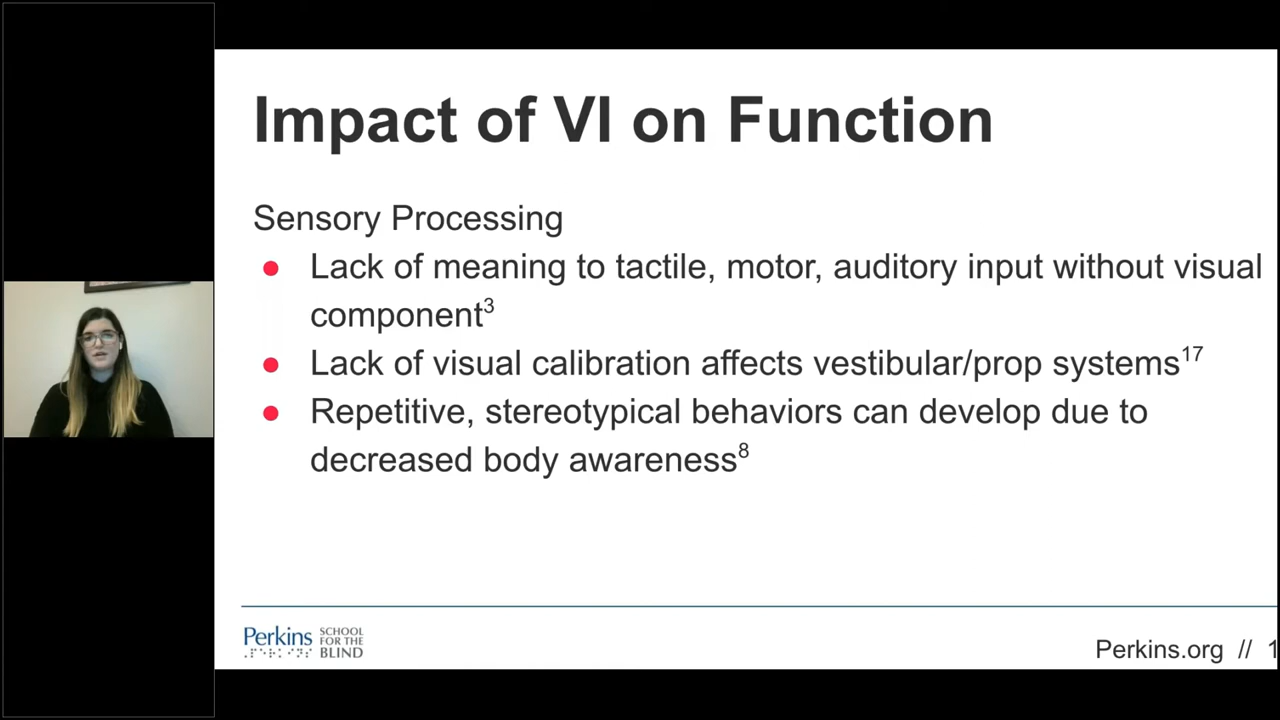 Impact of VI on Function
Sensory Processing
● Lack of meaning to tactile, motor, auditory input without visual
component³
● Lack of visual calibration affects vestibular/prop systems¹⁷
● Repetitive, stereotypical behaviors can develop due to
decreased body awareness⁸
Perkins SCHOOL FOR THE BLIND
Perkins.org // 1